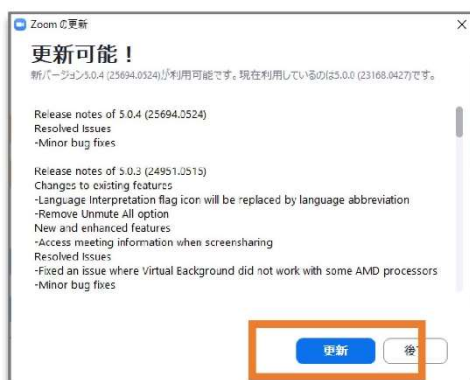 Zoom の更新
更新可能！
新バージョン5.0.4 (25694.0524)が利用可能です。現在利用しているのは5.0.0 (23168.0427)です。
Release notes of 5.0.4 (25694.0524)
Resolved Issues
-Minor bug fixes
Release notes of 5.0.3 (24951.0515)
Changes to existing features
-Language Interpretation flag icon will be replaced by language abbreviation
-Remove Unmute All option
New and enhanced features
-Access meeting information when screensharing
Resolved Issues
-Fixed an issue where Virtual Background did not work with some AMD processors
-Minor bug fixes
更新
後